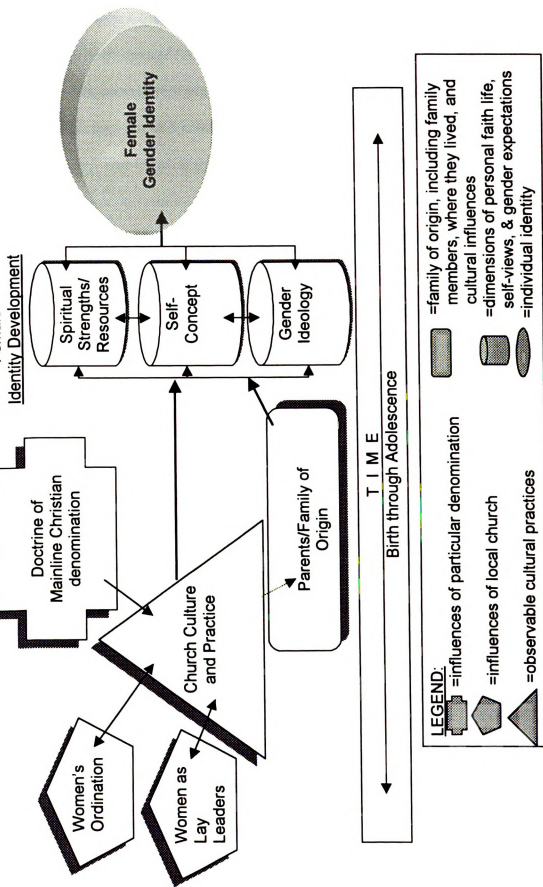 Identity Development
Doctrine of
Mainline Christian
denomination
Women's
Ordination
Women as
Lay
Leaders
Church Culture
and Practice
Parents/Family of
Origin
Spiritual
Strengths/
Resources
Self-
Concept
Gender
Ideology
Female
Gender Identity
T I M E
Birth through Adolescence
LEGEND:
=influences of particular denomination
=influences of local church
=observable cultural practices
=family of origin, including family
members, where they lived, and
cultural influences
=dimensions of personal faith life,
self-views, & gender expectations
=individual identity